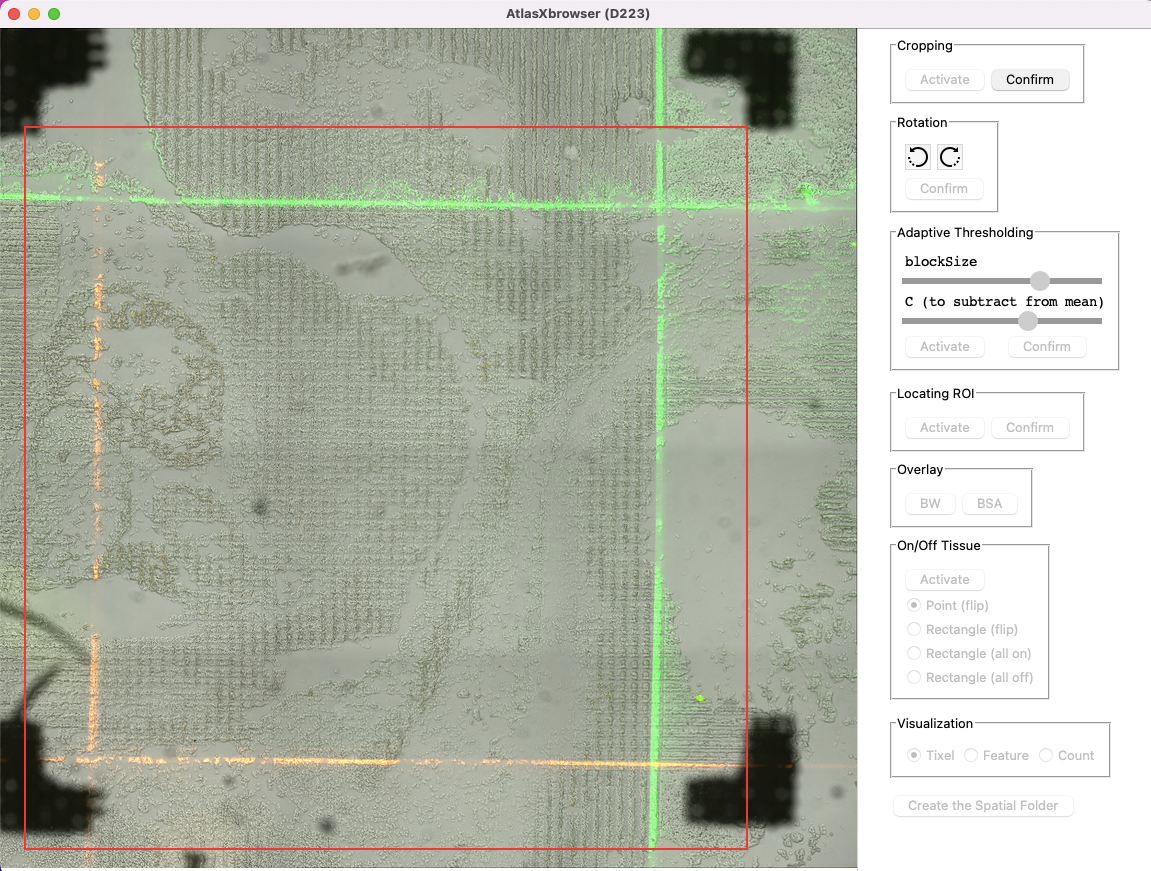 AtlasXbrowser (D223)
Cropping
Activate Confirm
Rotation
Confirm
Adaptive Thresholding
blockSize
C (to subtract from mean)
Activate Confirm
Locating ROI
Activate Confirm
Overlay
BW BSA
On/Off Tissue
Activate
Point (flip)
Rectangle (flip)
Rectangle (all on)
Rectangle (all off)
Visualization
Tixel Feature Count
Create the Spatial Folder